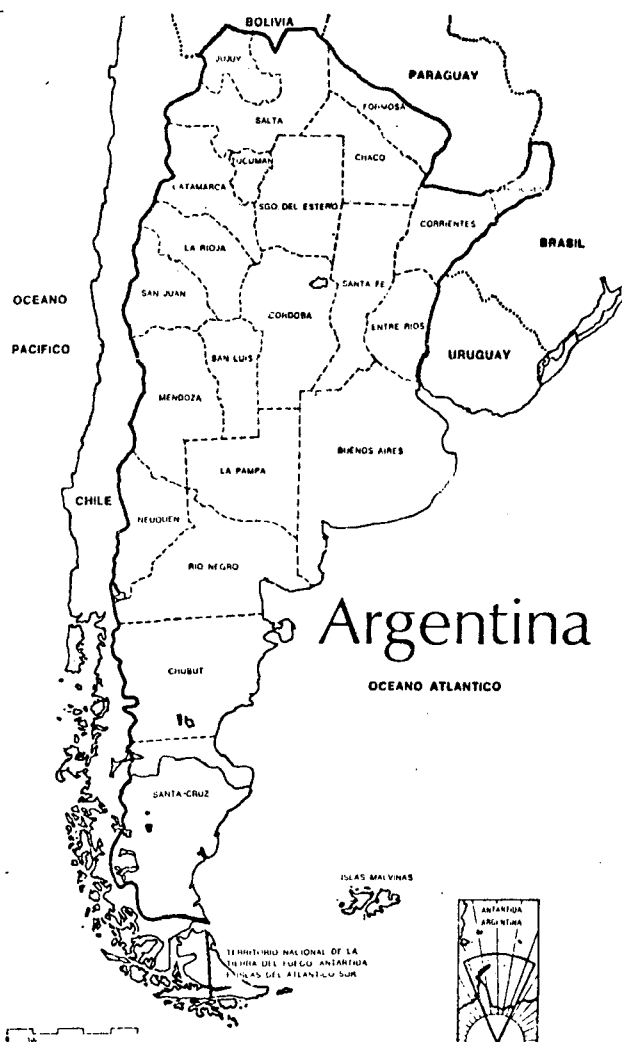 BOLIVIA
JUJUY
PARAGUAY
FORMOSA
SALTA
CHACO
TUCUMAN
CATAMARCA
SGO DEL ESTERO
CORRIENTES
LA RIOJA
BRASIL
OCEANO
PACIFICO
SAN JUAN
SANTA FE
CORDOBA
ENTRE RIOS
SAN LUIS
URUGUAY
MENDOZA
BUENOS AIRES
LA PAMPA
CHILE
NEUQUEN
RIO NEGRO
Argentina
OCEANO ATLANTICO
CHUBUT
SANTA-CRUZ
ISLAS MALVINAS
ANTARTIDA
ARGENTINA
TERRITORIO NACIONAL DE LA
TIERRA DEL FUEGO ANTARTIDA
E ISLAS DEL ATLANTICO SUR